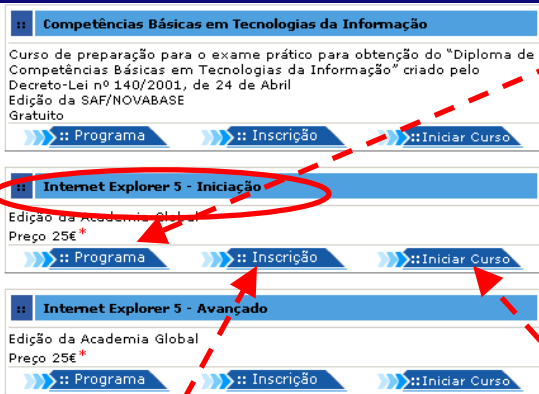 :: Competências Básicas em Tecnologias da Informação
Curso de preparação para o exame prático para obtenção do "Diploma de
Competências Básicas em Tecnologias da Informação" criado pelo
Decreto-Lei nº 140/2001, de 24 de Abril
Edição da SAF/NOVABASE
Gratuito
:: Programa :: Inscrição ::Iniciar Curso
:: Internet Explorer 5 - Iniciação
Edição da Academia Global
Preço 25€*
:: Programa :: Inscrição ::Iniciar Curso
:: Internet Explorer 5 - Avançado
Edição da Academia Global
Preço 25€*
:: Programa :: Inscrição ::Iniciar Curso